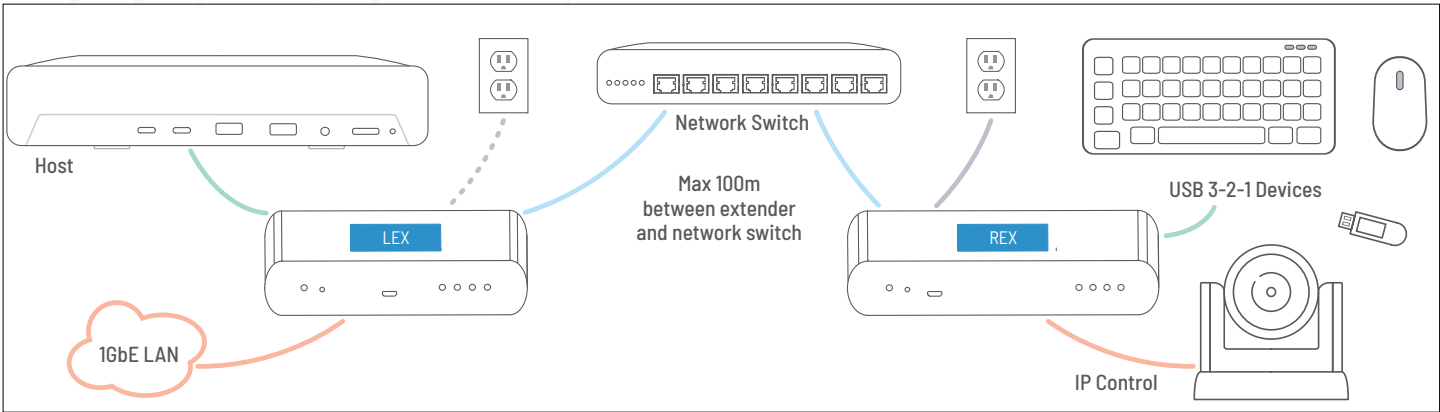 Host
Network Switch
Max 100m
between extender
and network switch
USB 3-2-1 Devices
LEX
REX
1GbE LAN
IP Control